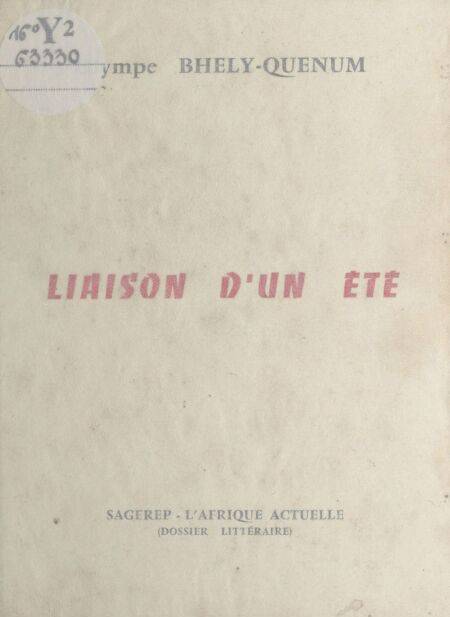 16° Y2
63330
ympe BHELY-QUENUM
LIAISON D'UN ÉTÉ
SAGEREP - L'AFRIQUE ACTUELLE
(DOSSIER LITTÉRAIRE)